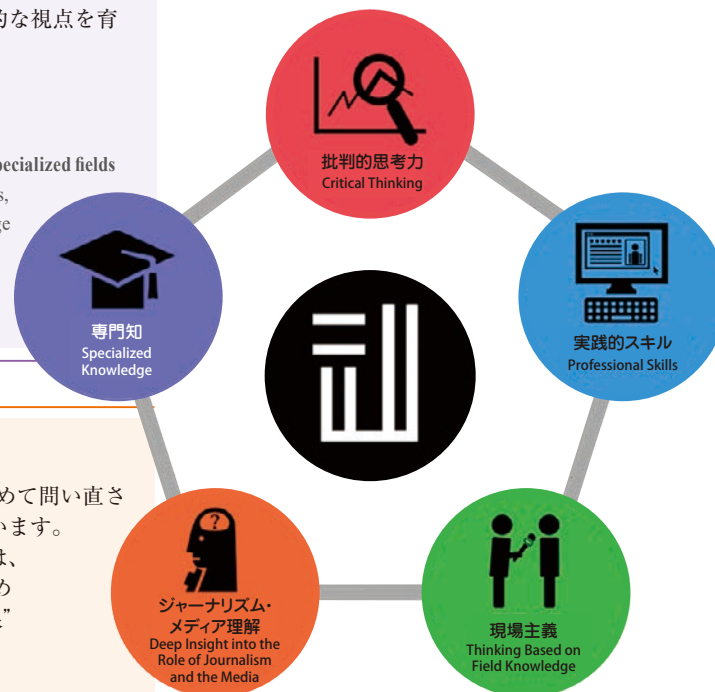 的な視点を育
ecialized fields
s,
ge
批判的思考力
Critical Thinking
専門知
Specialized
Knowledge
実践的スキル
Professional Skills
めて問い直さ
います。
は、
め
ジャーナリズム・
メディア理解
Deep Insight into the
Role of Journalism
and the Media
現場主義
Thinking Based on
Field Knowledge
?